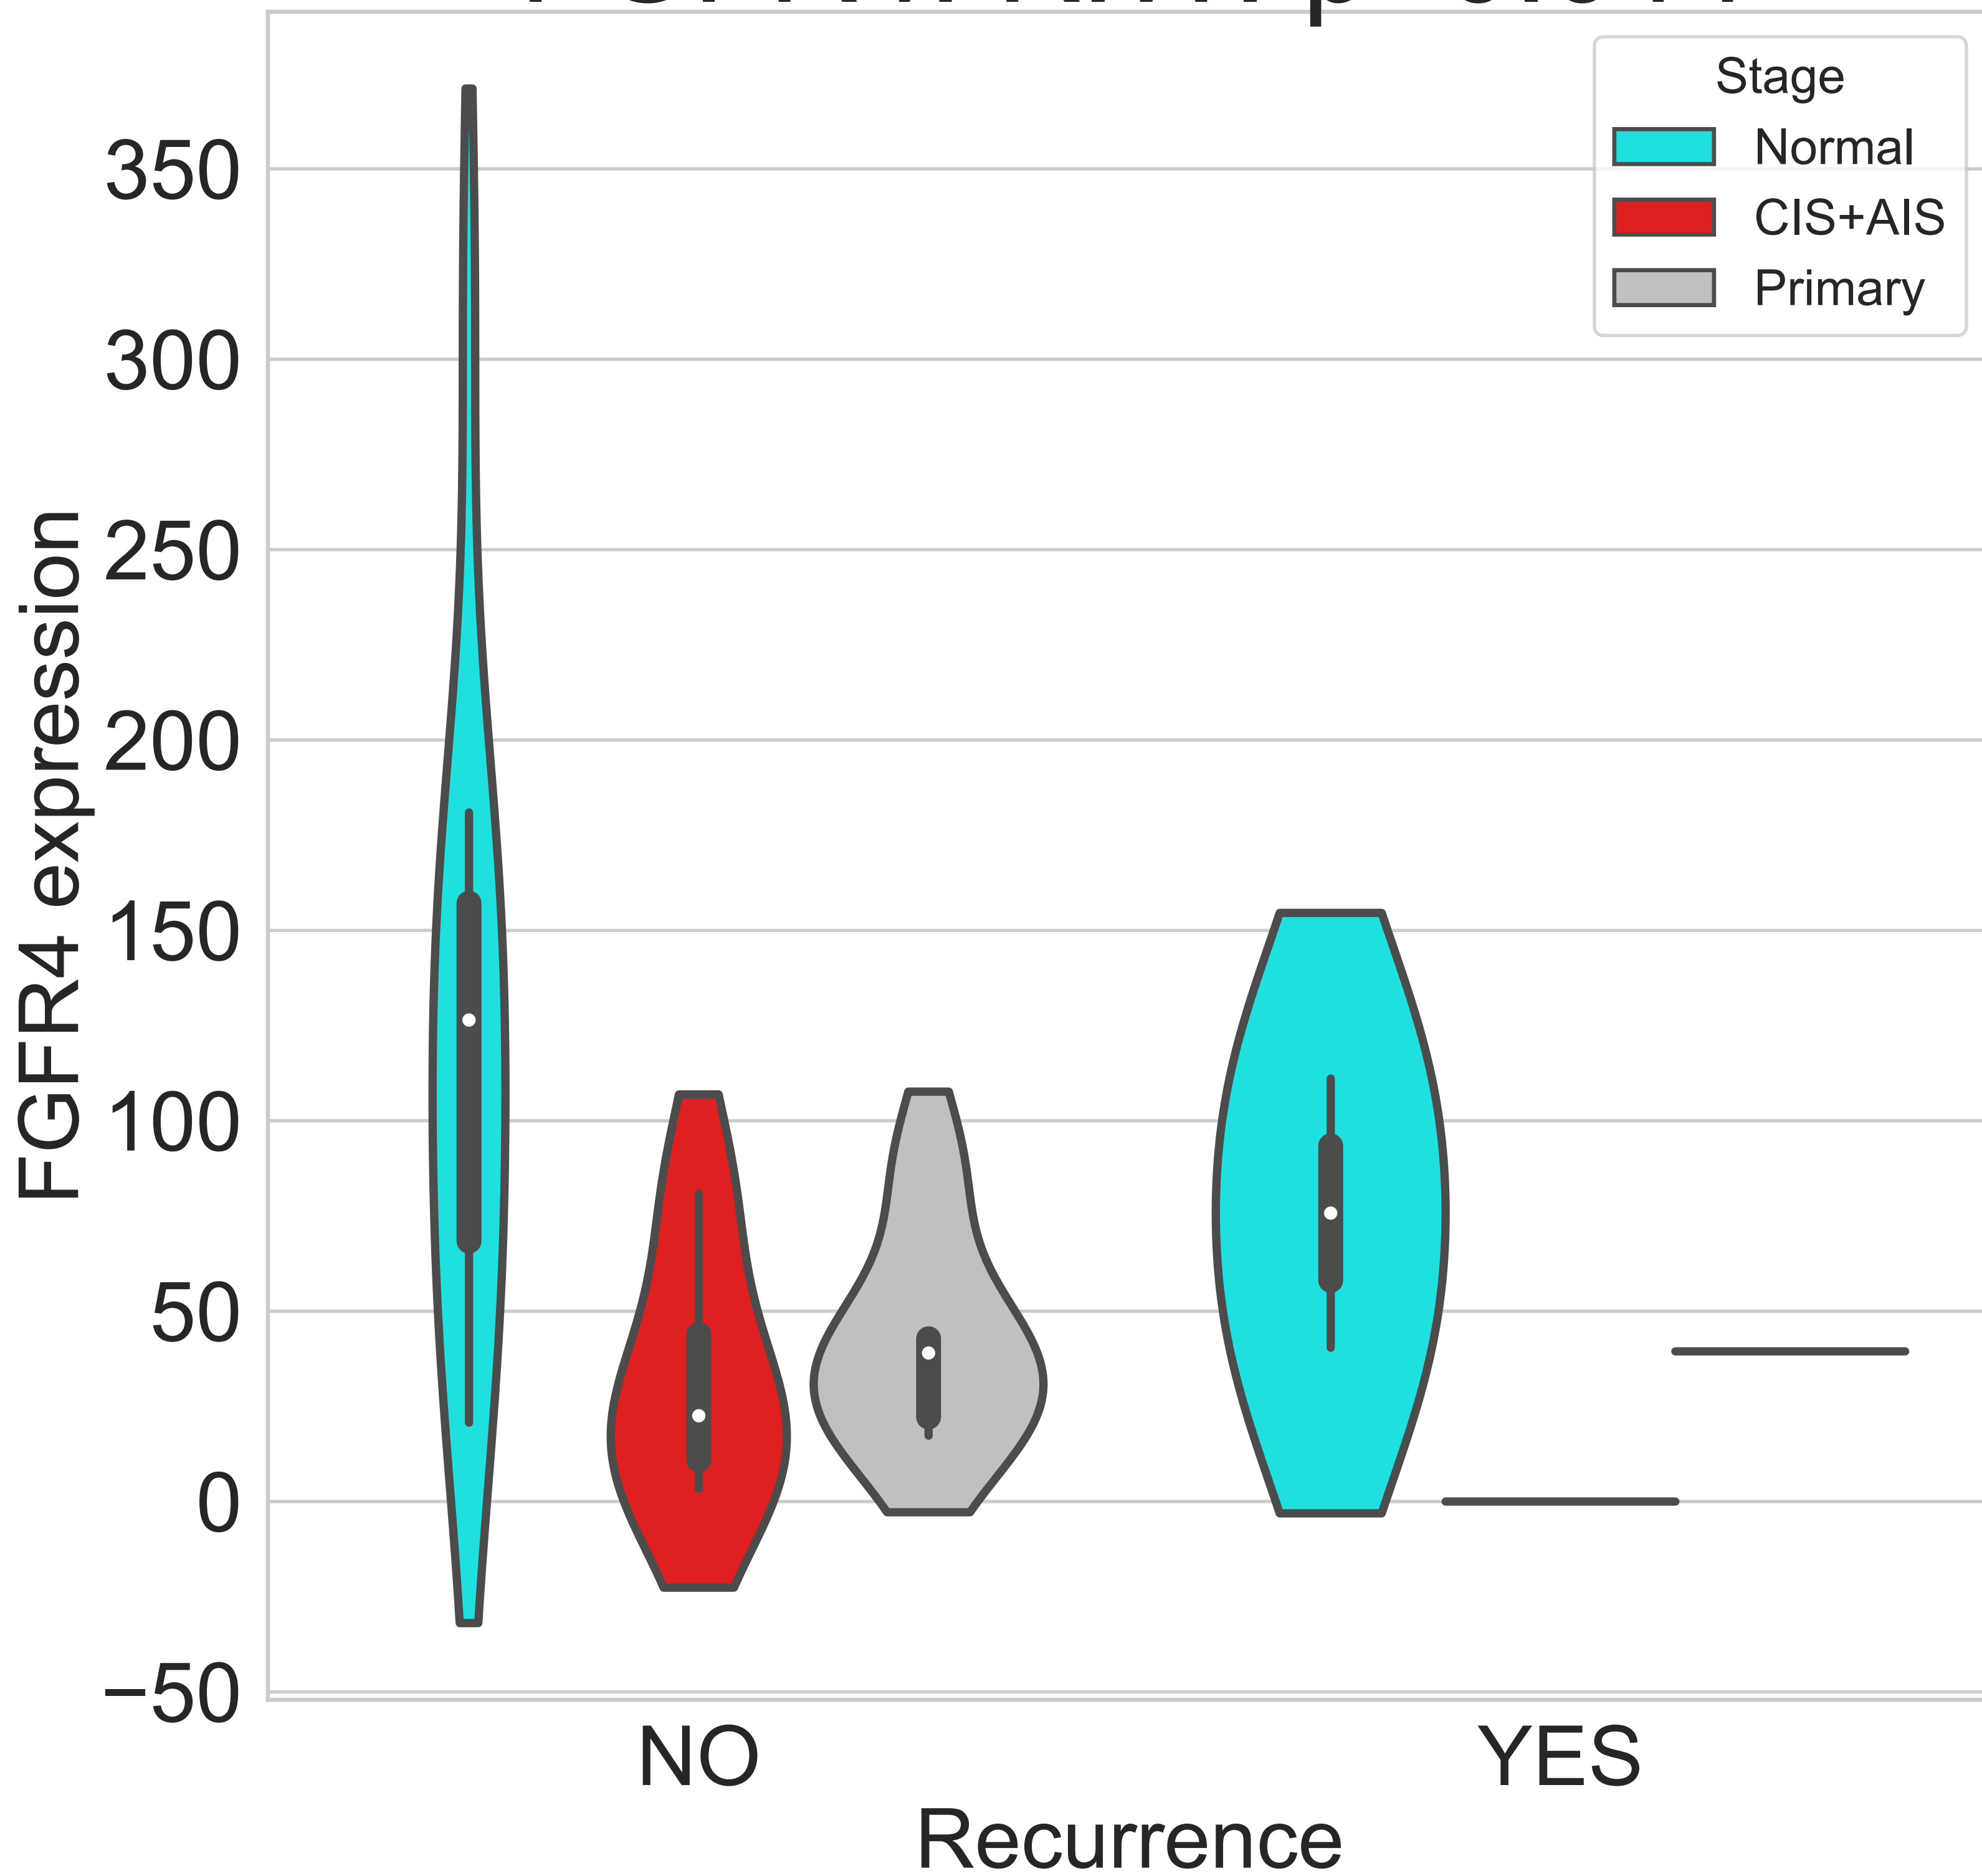 Stage
Normal
CIS+AIS
Primary
350
300
250
200
150
100
50
0
−50
FGFR4 expression
NO
YES
Recurrence